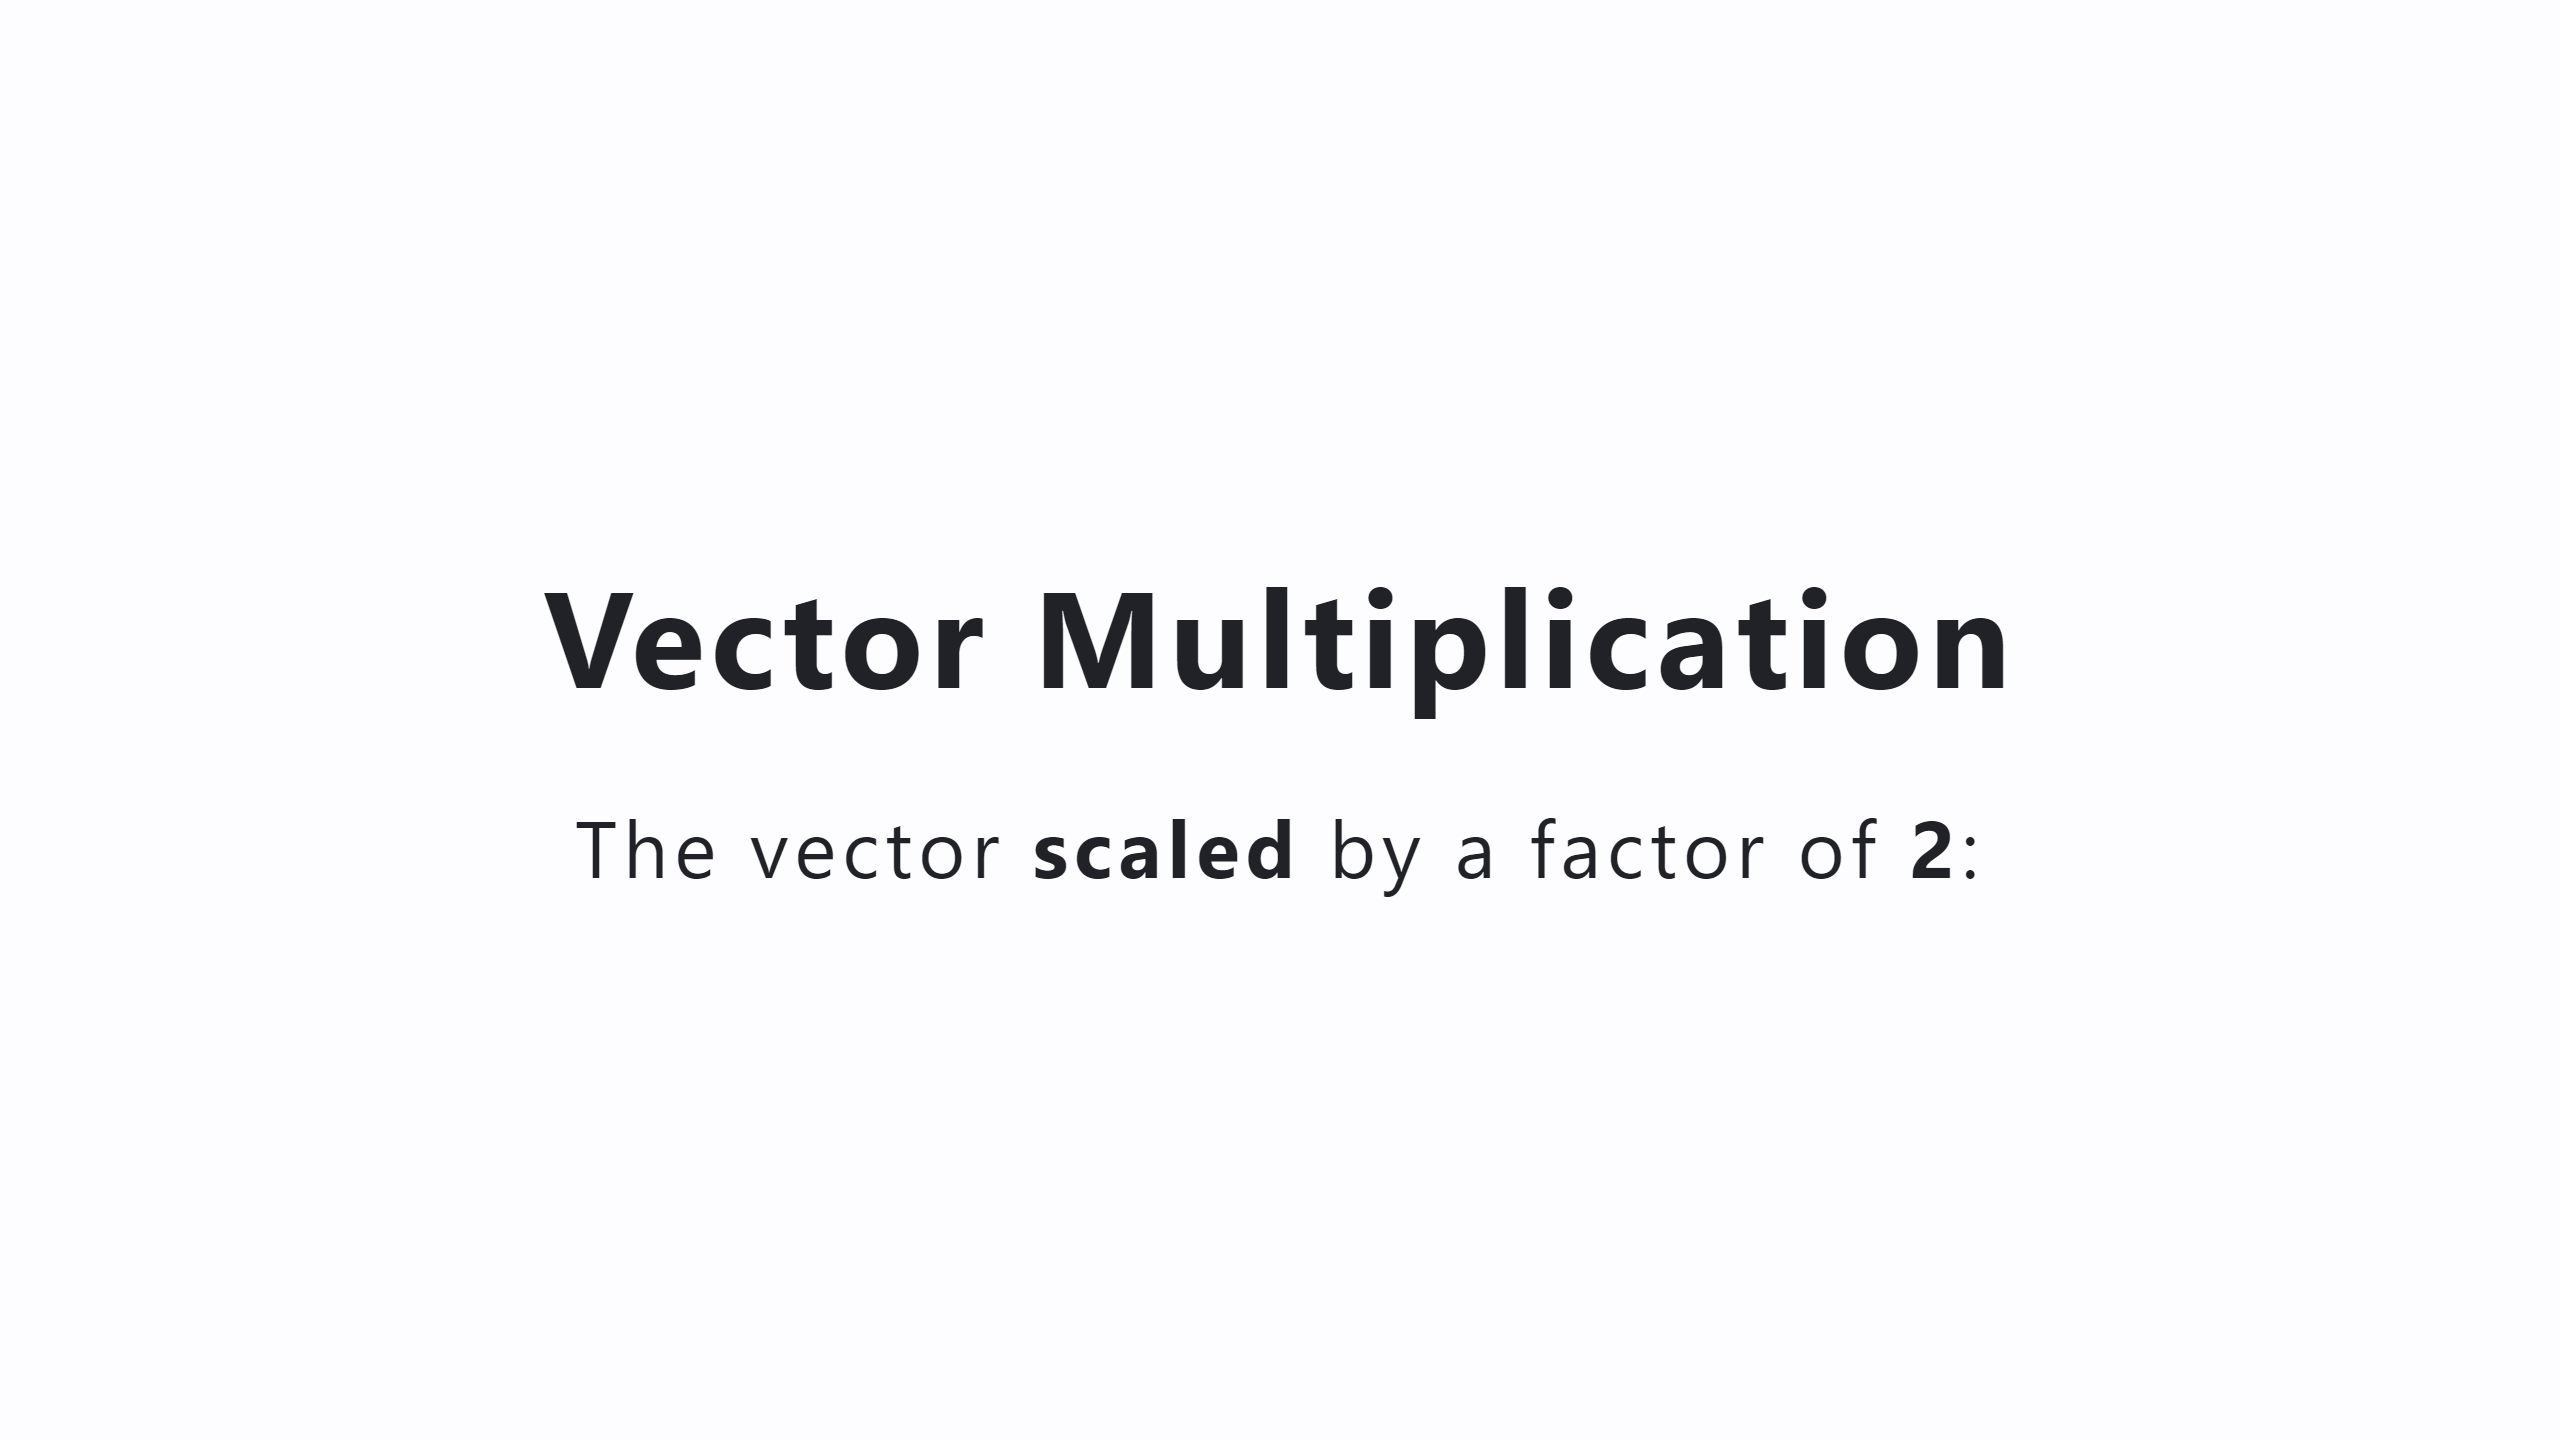 Vector Multiplication
The vector scaled by a factor of 2: